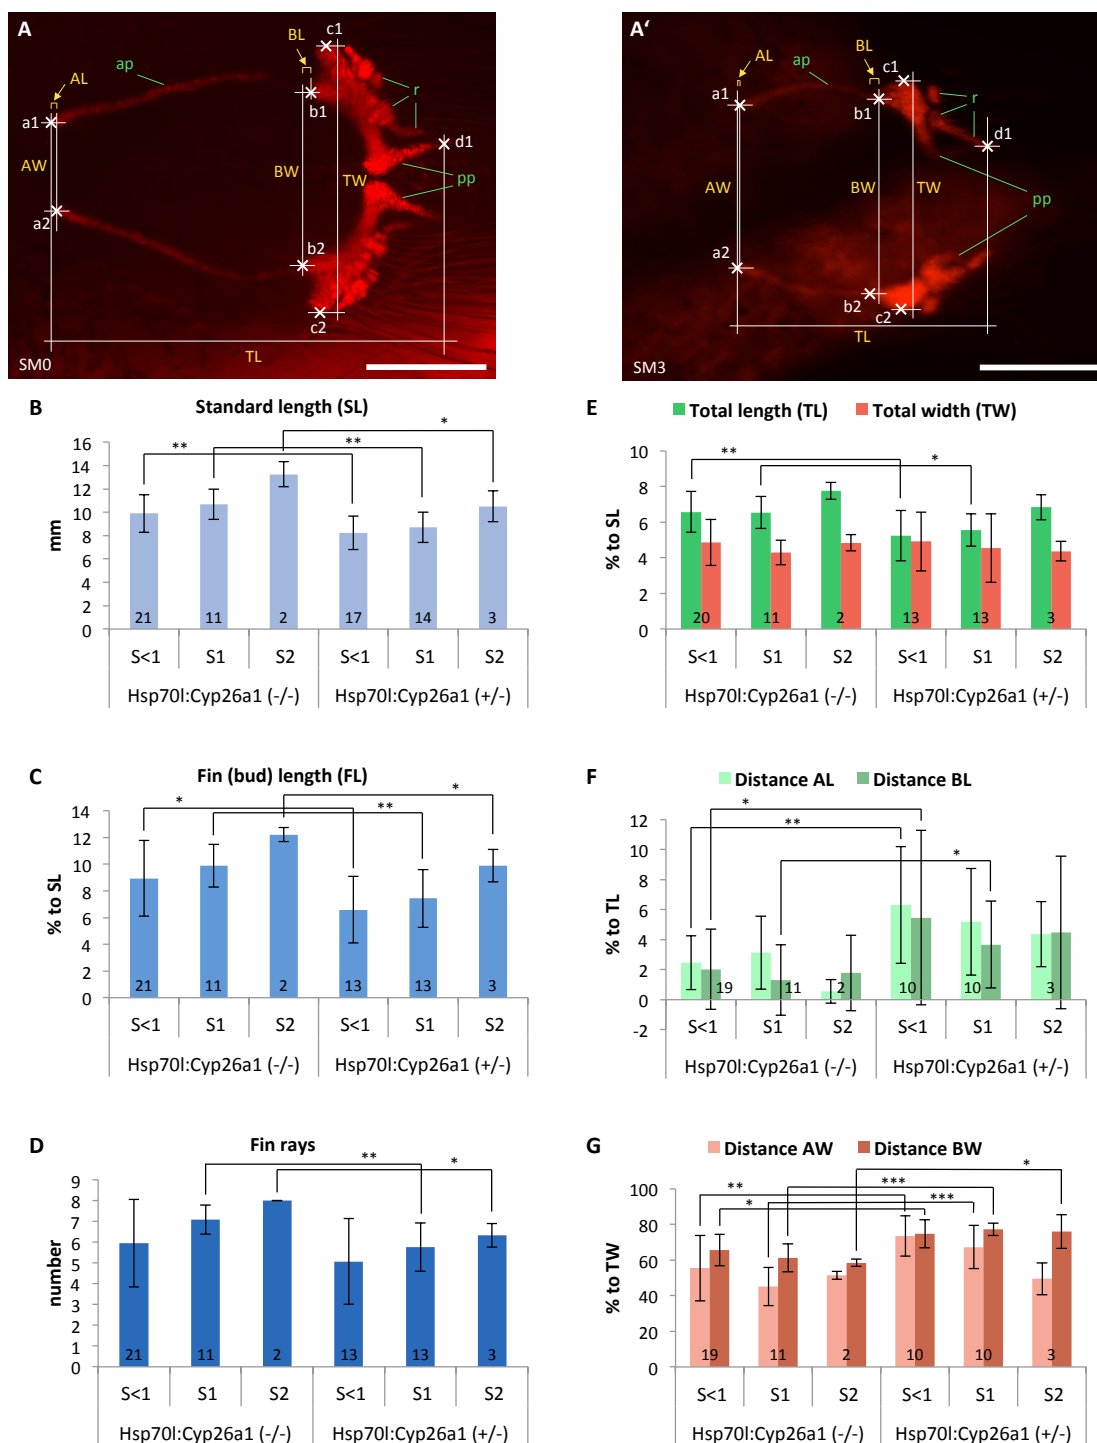 A
c1
BL
ap
AL
r
a1
b1
d1
AW
BW
TW
pp
a2
b2
c2
TL
SM0
A‘
c1
BL
ap
AL
r
a1
b1
d1
AW
BW
TW
pp
a2
b2
c2
TL
SM3
B
Standard length (SL)
** ** *
mm
16
14
12
10
8
6
4
2
0
21 11 2 17 14 3
S<1 S1 S2 S<1 S1 S2
Hsp70l:Cyp26a1 (-/-) Hsp70l:Cyp26a1 (+/-)
E
Total length (TL) Total width (TW)
** *
% to SL
10
8
6
4
2
0
20 11 2 13 13 3
S<1 S1 S2 S<1 S1 S2
Hsp70l:Cyp26a1 (-/-) Hsp70l:Cyp26a1 (+/-)
C
Fin (bud) length (FL)
* ** *
% to SL
14
12
10
8
6
4
2
0
21 11 2 13 13 3
S<1 S1 S2 S<1 S1 S2
Hsp70l:Cyp26a1 (-/-) Hsp70l:Cyp26a1 (+/-)
F
Distance AL Distance BL
*
**
*
% to TL
12
10
8
6
4
2
0
-2
19 11 2 10 10 3
S<1 S1 S2 S<1 S1 S2
Hsp70l:Cyp26a1 (-/-) Hsp70l:Cyp26a1 (+/-)
D
Fin rays
** *
number
9
8
7
6
5
4
3
2
1
0
21 11 2 13 13 3
S<1 S1 S2 S<1 S1 S2
Hsp70l:Cyp26a1 (-/-) Hsp70l:Cyp26a1 (+/-)
G
Distance AW Distance BW
*
** ***
* ***
% to TW
100
80
60
40
20
0
19 11 2 10 10 3
S<1 S1 S2 S<1 S1 S2
Hsp70l:Cyp26a1 (-/-) Hsp70l:Cyp26a1 (+/-)